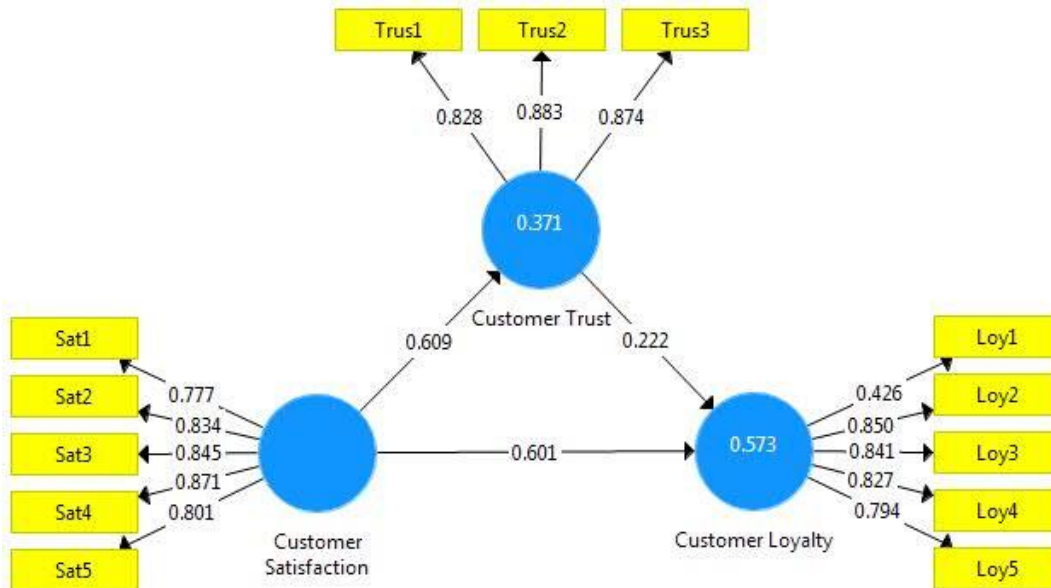 Trus1 Trus2 Trus3
0.828 0.883 0.874
0.371
Customer Trust
0.609 0.222
Sat1
Sat2
Sat3
Sat4
Sat5
0.777
0.834
0.845
0.871
0.801
Customer
Satisfaction
0.601
0.573
Customer Loyalty
0.426
0.850
0.841
0.827
0.794
Loy1
Loy2
Loy3
Loy4
Loy5